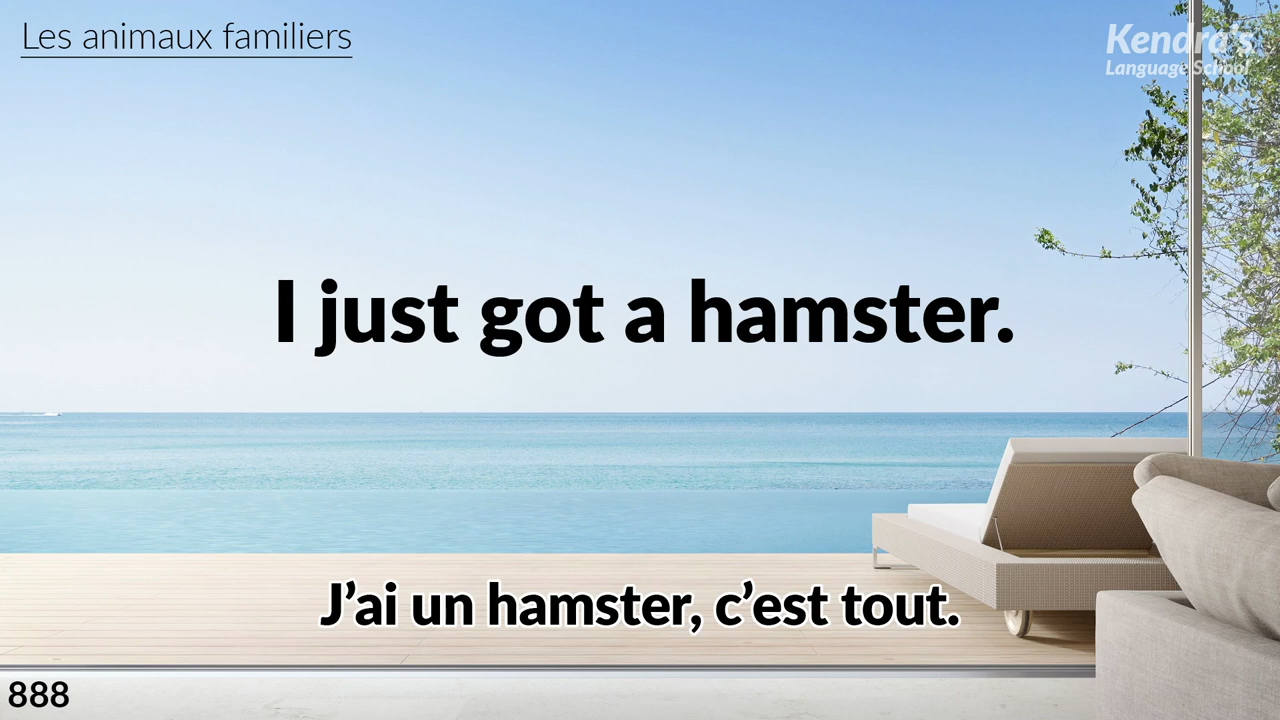 Les animaux familiers
Kendra's
Language School
I just got a hamster.
J’ai un hamster, c’est tout.
888